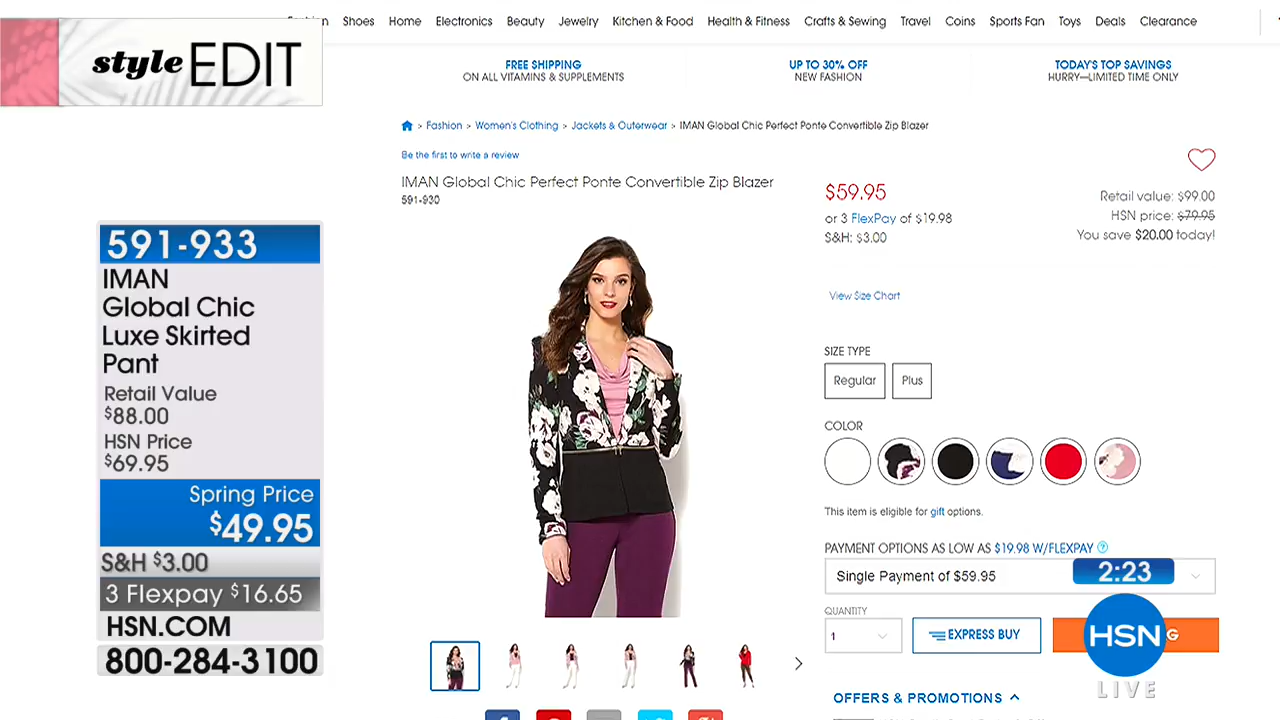 Fashion Shoes Home Electronics Beauty Jewelry Kitchen & Food Health & Fitness Crafts & Sewing Travel Coins Sports Fan Toys Deals Clearance
style EDIT
FREE SHIPPING
ON ALL VITAMINS & SUPPLEMENTS
UP TO 30% OFF
NEW FASHION
TODAY'S TOP SAVINGS
HURRY—LIMITED TIME ONLY
Fashion > Women's Clothing > Jackets & Outerwear > IMAN Global Chic Perfect Ponte Convertible Zip Blazer
Be the first to write a review
IMAN Global Chic Perfect Ponte Convertible Zip Blazer
591-930
$59.95
or 3 FlexPay of $19.98
S&H: $3.00
Retail value: $99.00
HSN price: $79.95
You save $20.00 today!
View Size Chart
SIZE TYPE
Regular
Plus
COLOR
This item is eligible for gift options.
PAYMENT OPTIONS AS LOW AS $19.98 W/FLEXPAY ?
Single Payment of $59.95
2:23
QUANTITY
1
EXPRESS BUY
G
HSN
LIVE
OFFERS & PROMOTIONS
591-933
IMAN
Global Chic
Luxe Skirted
Pant
Retail Value
$88.00
HSN Price
$69.95
Spring Price
$49.95
S&H $3.00
3 Flexpay $16.65
HSN.COM
800-284-3100